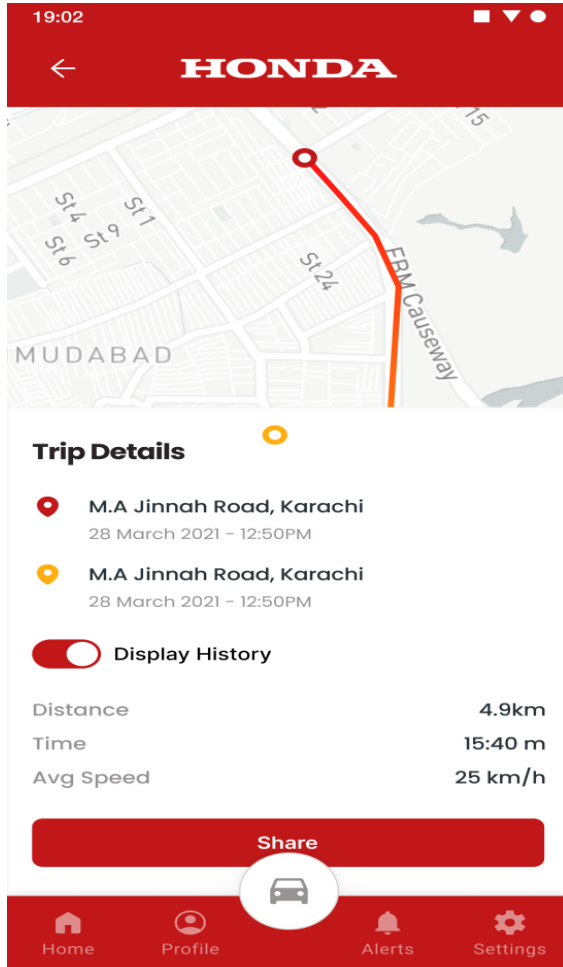 19:02
HONDA
15
St 4
St 1
St 9
St 6
St 24
FBM Causeway
MUDABAD
Trip Details
M.A Jinnah Road, Karachi
28 March 2021 - 12:50PM
M.A Jinnah Road, Karachi
28 March 2021 - 12:50PM
Display History
Distance 4.9km
Time 15:40 m
Avg Speed 25 km/h
Share
Home Profile Alerts Settings